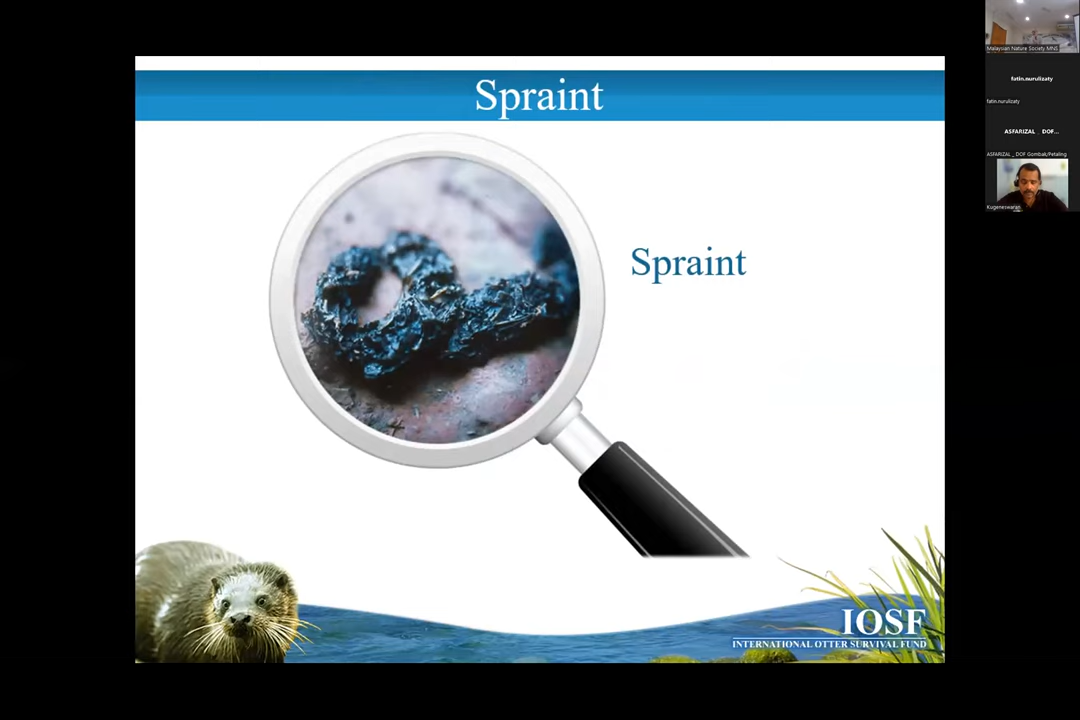 Spraint
Spraint
IOSF
INTERNATIONAL OTTER SURVIVAL FUND
Malaysian Nature Society MNS
fatin.nurulizaty
fatin.nurulizaty
ASFARIZAL _ DOF...
ASFARIZAL _ DOF Gombak/Petaling
Kugeneswaran